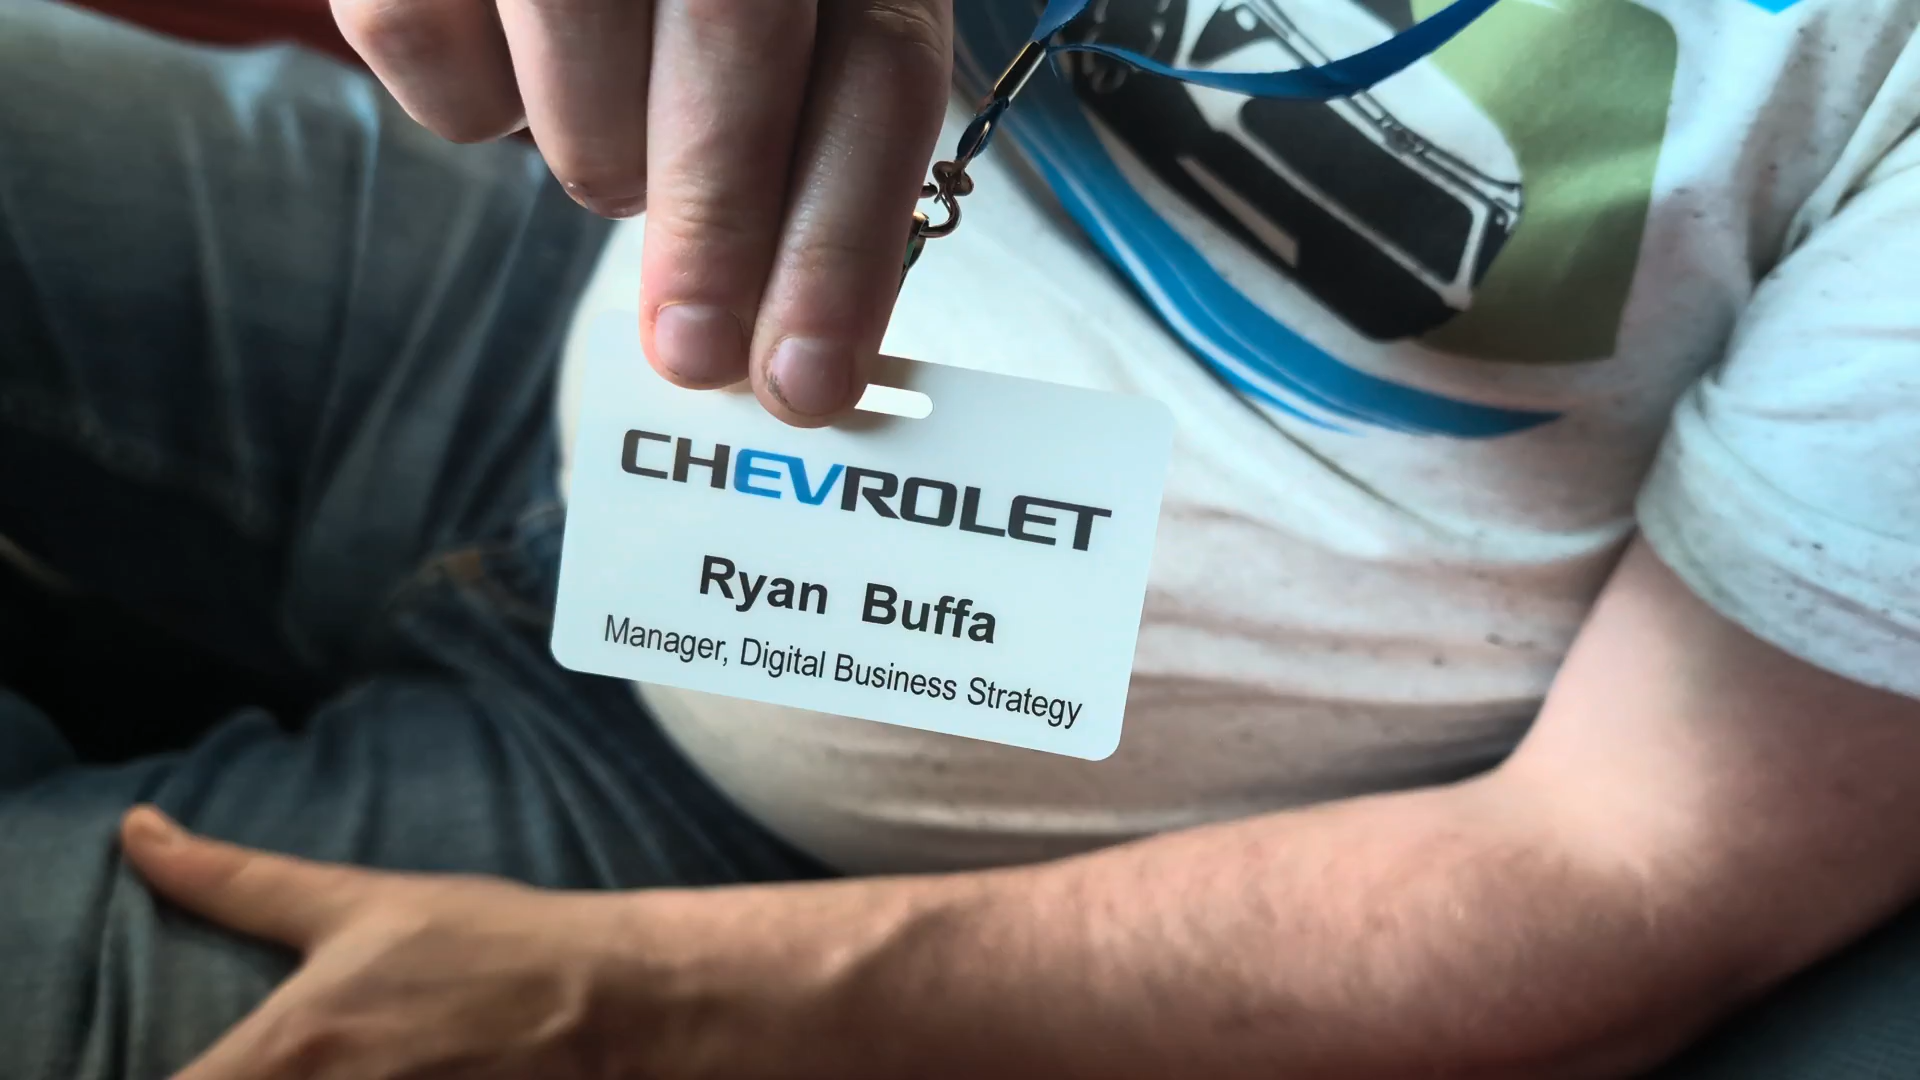 CHEVROLET
Ryan Buffa
Manager, Digital Business Strategy